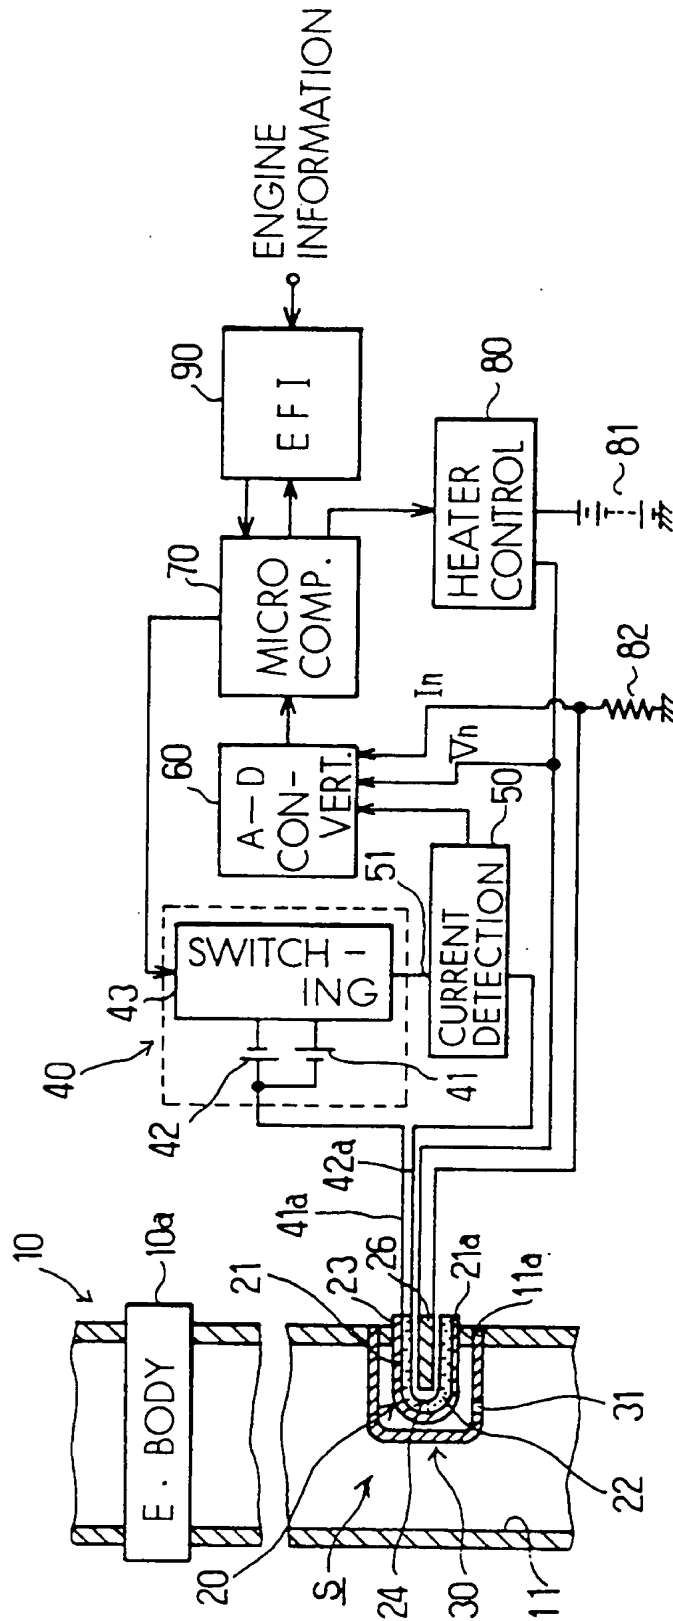 10
10a
E. BODY
40
43
SWITCH -
ING
42
41
60
A-D
CON-
VERT.
70
MICRO
COMP.
90
EFI
ENGINE
INFORMATION
51
50
CURRENT
DETECTION
In
Vn
80
HEATER
CONTROL
81
82
41a
42a
21
23
26
21a
11a
20
S
24
30
11
22
31